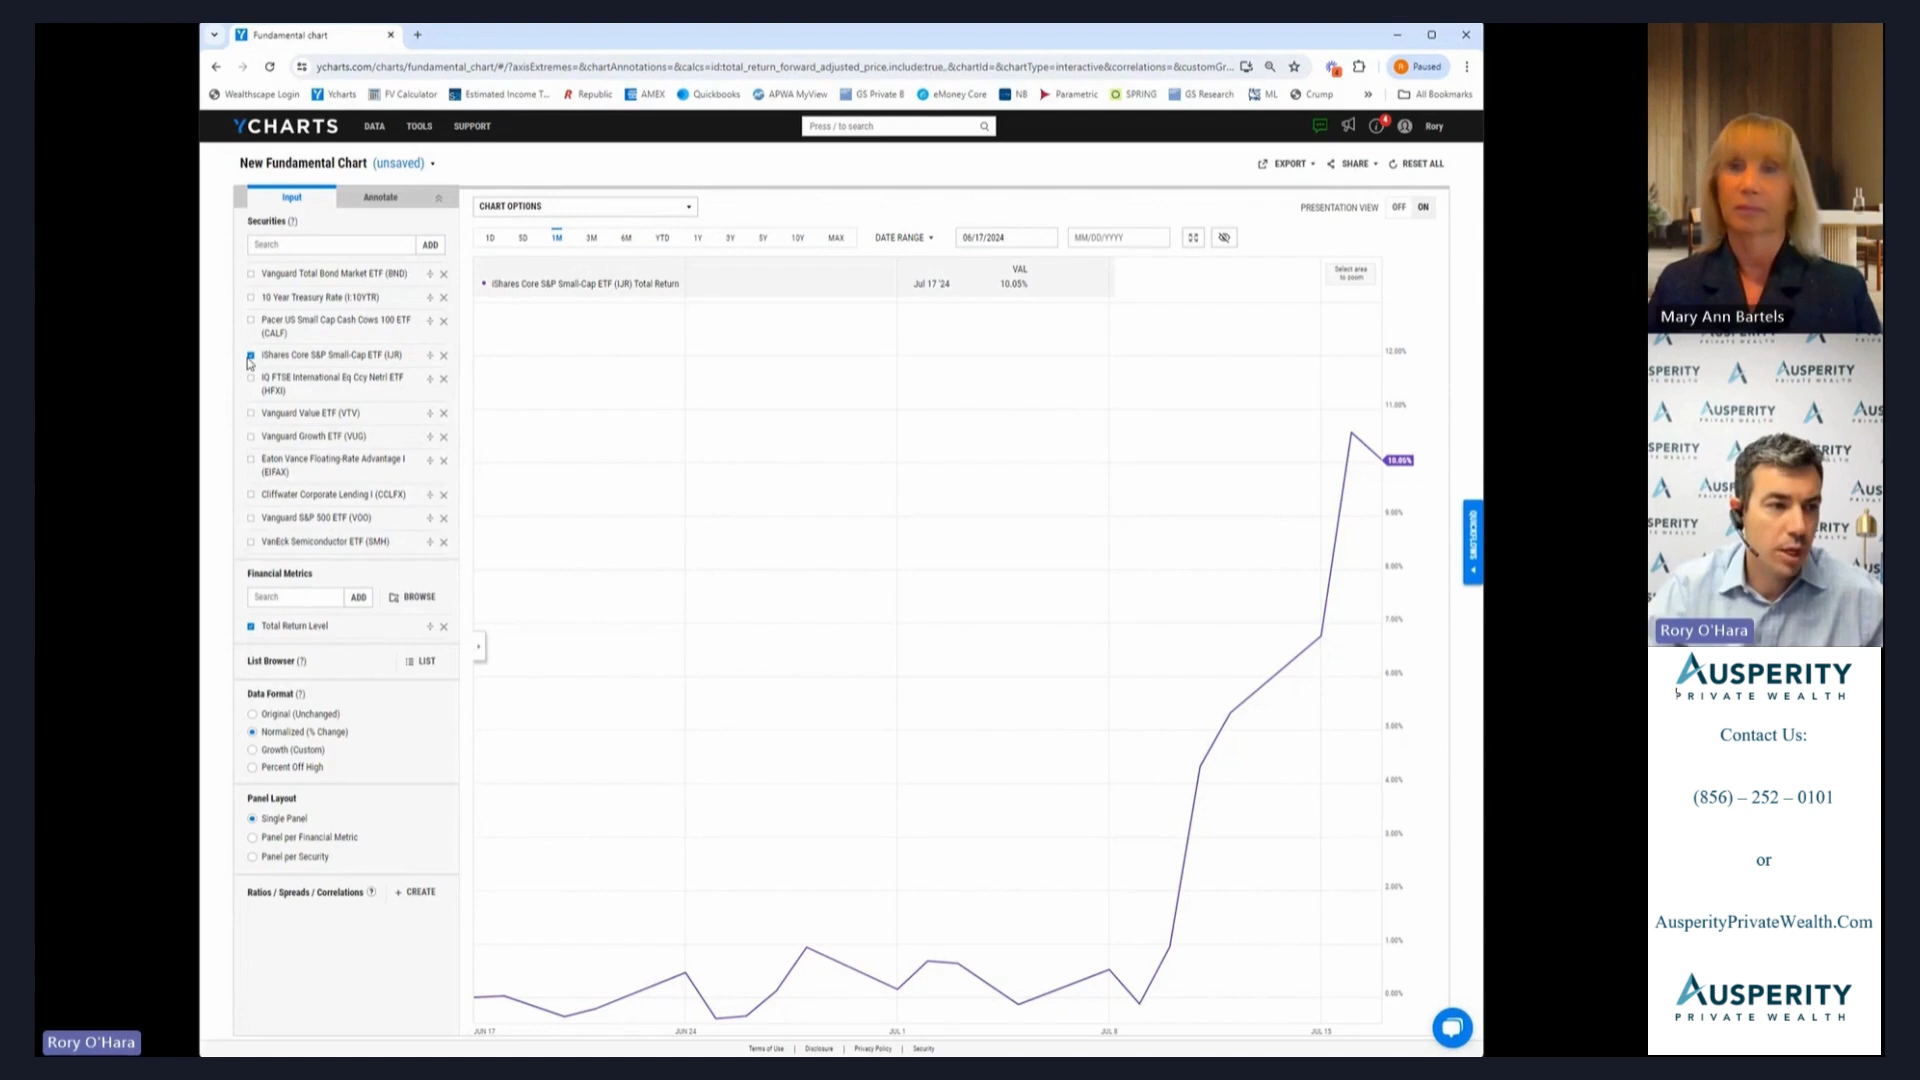 Fundamental chart
ycharts.com/charts/fundamental_chart/#/?axisExtremes=&chartAnnotations=&calcs=id:total_return_forward_adjusted_price,include:true,,&chartId=&chartType=interactive&correlations=&customGr...
Paused
Wealthscape Login
Ycharts
FV Calculator
Estimated Income T...
Republic
AMEX
Quickbooks
APWA MyView
GS Private B
eMoney Core
NB
Parametric
SPRING
GS Research
ML
Crump
All Bookmarks
YCHARTS
DATA
TOOLS
SUPPORT
Press / to search
4
Rory
New Fundamental Chart (unsaved)
EXPORT
SHARE
RESET ALL
Input
Annotate
Securities (?)
Search
ADD
Vanguard Total Bond Market ETF (BND)
10 Year Treasury Rate (I:10YTR)
Pacer US Small Cap Cash Cows 100 ETF
(CALF)
iShares Core S&P Small-Cap ETF (IJR)
IQ FTSE International Eq Ccy Netrl ETF
(HFXI)
Vanguard Value ETF (VTV)
Vanguard Growth ETF (VUG)
Eaton Vance Floating-Rate Advantage I
(EIFAX)
Cliffwater Corporate Lending I (CCLFX)
Vanguard S&P 500 ETF (VOO)
VanEck Semiconductor ETF (SMH)
Financial Metrics
Search
ADD
BROWSE
Total Return Level
List Browser (?)
LIST
Data Format (?)
Original (Unchanged)
Normalized (% Change)
Growth (Custom)
Percent Off High
Panel Layout
Single Panel
Panel per Financial Metric
Panel per Security
Ratios / Spreads / Correlations (?)
+ CREATE
CHART OPTIONS
PRESENTATION VIEW
OFF
ON
1D
5D
1M
3M
6M
YTD
1Y
3Y
5Y
10Y
MAX
DATE RANGE
06/17/2024
MM/DD/YYYY
VAL
iShares Core S&P Small-Cap ETF (IJR) Total Return
Jul 17 '24
10.05%
Select area
to zoom
12.00%
11.00%
10.05%
9.00%
8.00%
7.00%
6.00%
5.00%
4.00%
3.00%
2.00%
1.00%
0.00%
JUN 17
JUN 24
JUL 1
JUL 8
JUL 15
QUICKFLOWS
Terms of Use | Disclosure | Privacy Policy | Security
Rory O'Hara
Mary Ann Bartels
SPERITY
AUSPERITY
AUSPERITY
SPERITY
SPERITY
Rory O'Hara
AUSPERITY
PRIVATE WEALTH
Contact Us:
(856) – 252 – 0101
or
AusperityPrivateWealth.Com
AUSPERITY
PRIVATE WEALTH